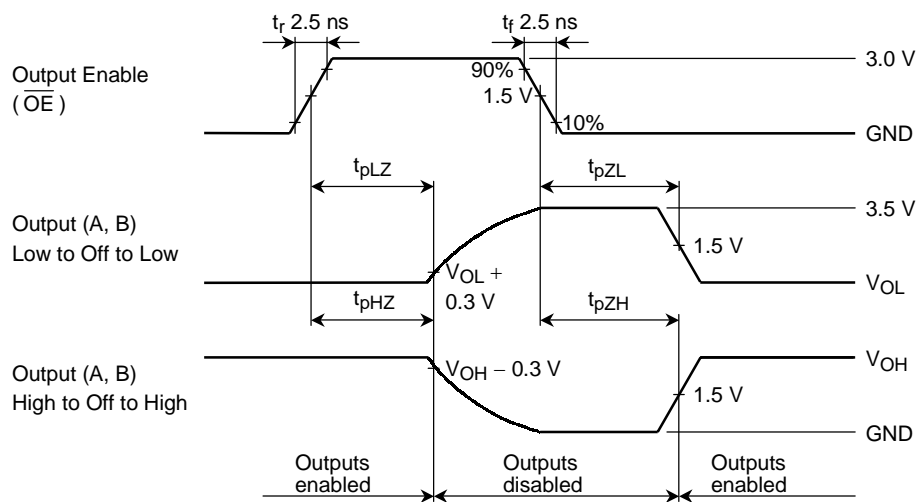 tr 2.5 ns
tf 2.5 ns
Output Enable
( OE )
90%
1.5 V
10%
3.0 V
GND
tpLZ
tpZL
Output (A, B)
Low to Off to Low
3.5 V
1.5 V
VOL +
0.3 V
VOL
tpHZ
tpZH
Output (A, B)
High to Off to High
VOH − 0.3 V
VOH
1.5 V
GND
Outputs
enabled
Outputs
disabled
Outputs
enabled